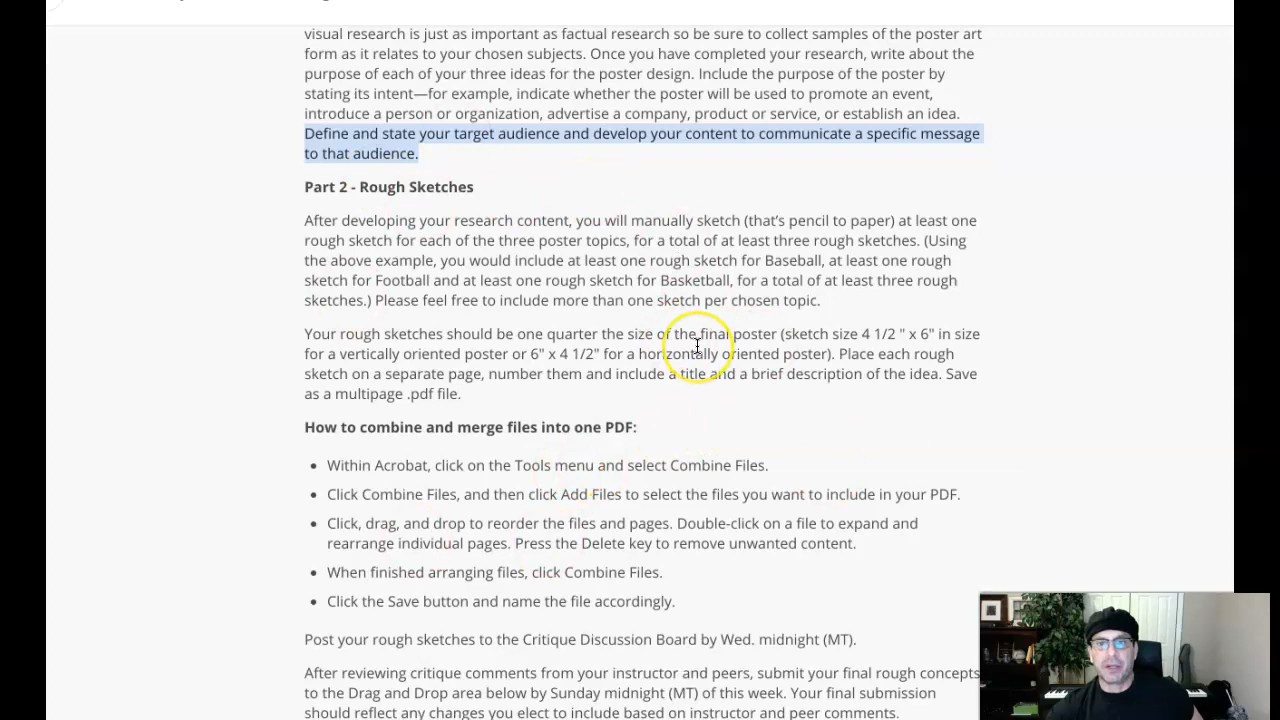 visual research is just as important as factual research so be sure to collect samples of the poster art
form as it relates to your chosen subjects. Once you have completed your research, write about the
purpose of each of your three ideas for the poster design. Include the purpose of the poster by
stating its intent—for example, indicate whether the poster will be used to promote an event,
introduce a person or organization, advertise a company, product or service, or establish an idea.
Define and state your target audience and develop your content to communicate a specific message
to that audience.
Part 2 - Rough Sketches
After developing your research content, you will manually sketch (that's pencil to paper) at least one
rough sketch for each of the three poster topics, for a total of at least three rough sketches. (Using
the above example, you would include at least one rough sketch for Baseball, at least one rough
sketch for Football and at least one rough sketch for Basketball, for a total of at least three rough
sketches.) Please feel free to include more than one sketch per chosen topic.
Your rough sketches should be one quarter the size of the final poster (sketch size 4 1/2 " x 6" in size
for a vertically oriented poster or 6" x 4 1/2" for a horizontally oriented poster). Place each rough
sketch on a separate page, number them and include a title and a brief description of the idea. Save
as a multipage .pdf file.
How to combine and merge files into one PDF:
• Within Acrobat, click on the Tools menu and select Combine Files.
• Click Combine Files, and then click Add Files to select the files you want to include in your PDF.
• Click, drag, and drop to reorder the files and pages. Double-click on a file to expand and
rearrange individual pages. Press the Delete key to remove unwanted content.
• When finished arranging files, click Combine Files.
• Click the Save button and name the file accordingly.
Post your rough sketches to the Critique Discussion Board by Wed. midnight (MT).
After reviewing critique comments from your instructor and peers, submit your final rough concepts
to the Drag and Drop area below by Sunday midnight (MT) of this week. Your final submission
should reflect any changes you elect to include based on instructor and peer comments.